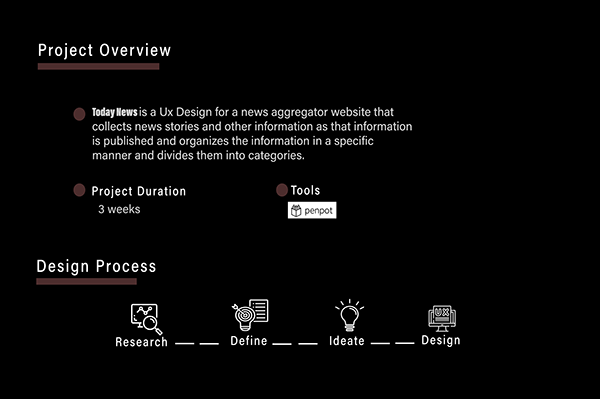 Project Overview
Today News is a Ux Design for a news aggregator website that
collects news stories and other information as that information
is published and organizes the information in a specific
manner and divides them into categories.
Project Duration
3 weeks
Tools
penpot
Design Process
UX
Research
Define
Ideate
Design